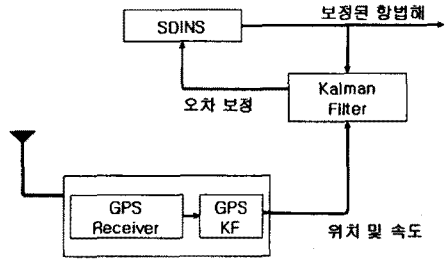 보정된 항법해
SDINS
Kalman
Filter
오차 보정
GPS
Receiver
GPS
KF
위치 및 속도